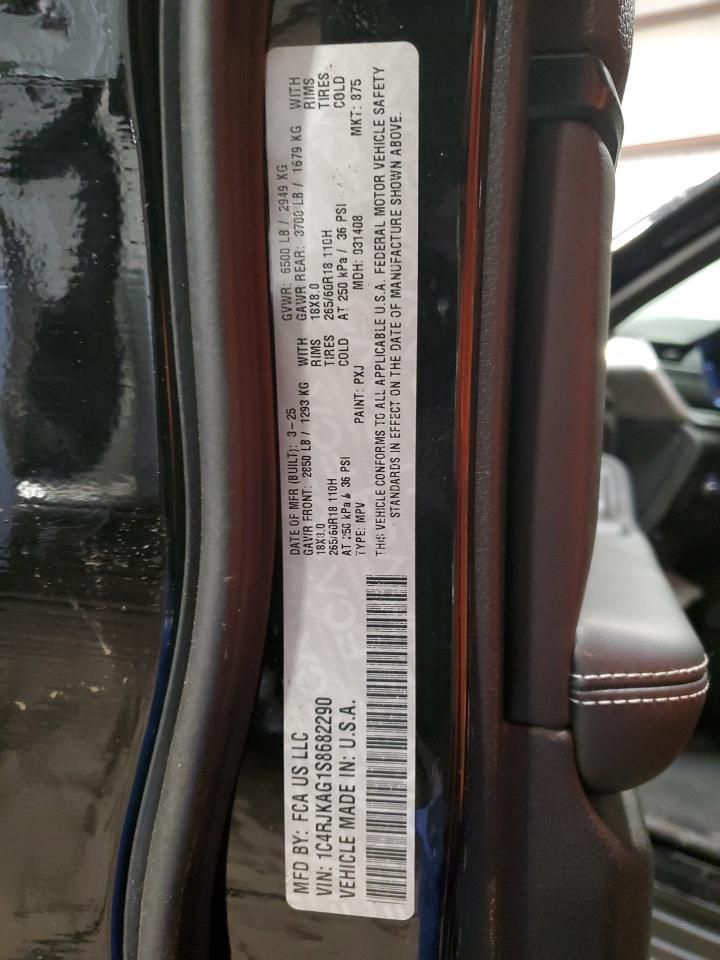 MFD BY: FCA US LLC
VIN: 1C4RJKAG1S8682290
VEHICLE MADE IN: U.S.A.
DATE OF MFR (BUILT): 3-25 GVWR: 6500 LB / 2949 KG
GAWR FRONT: 2850 LB / 1293 KG WITH GAWR REAR: 3700 LB / 1679 KG WITH
18X8.0 RIMS 18X8.0 RIMS
265/60R18 110H TIRES 265/60R18 110H TIRES
AT 250 kPa / 36 PSI COLD AT 250 kPa / 36 PSI COLD
TYPE: MPV PAINT: PXJ MDH: 031408 MKT: 875
THIS VEHICLE CONFORMS TO ALL APPLICABLE U.S.A. FEDERAL MOTOR VEHICLE SAFETY
STANDARDS IN EFFECT ON THE DATE OF MANUFACTURE SHOWN ABOVE.